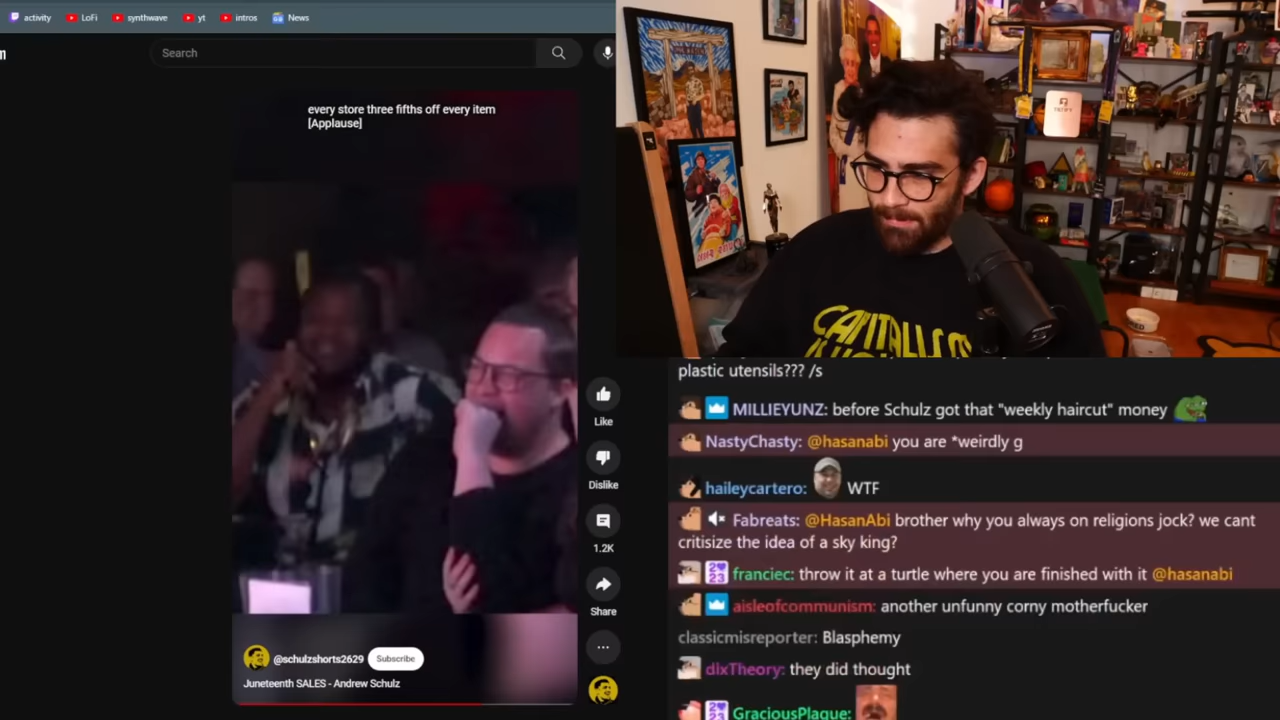 activity
LoFi
synthwave
yt
intros
News
Search
every store three fifths off every item
[Applause]
Like
Dislike
1.2K
Share
@schulzshorts2629
Subscribe
Juneteenth SALES - Andrew Schulz
plastic utensils??? /s
MILLIEYUNZ: before Schulz got that "weekly haircut" money
NastyChasty: @hasanabi you are *weirdly g
haileycartero: WTF
Fabreats: @HasanAbi brother why you always on religions jock? we cant
critisize the idea of a sky king?
franciec: throw it at a turtle where you are finished with it @hasanabi
aisleofcommunism: another unfunny corny motherfucker
classicmisreporter: Blasphemy
dixTheory: they did thought
GraciousPlague: